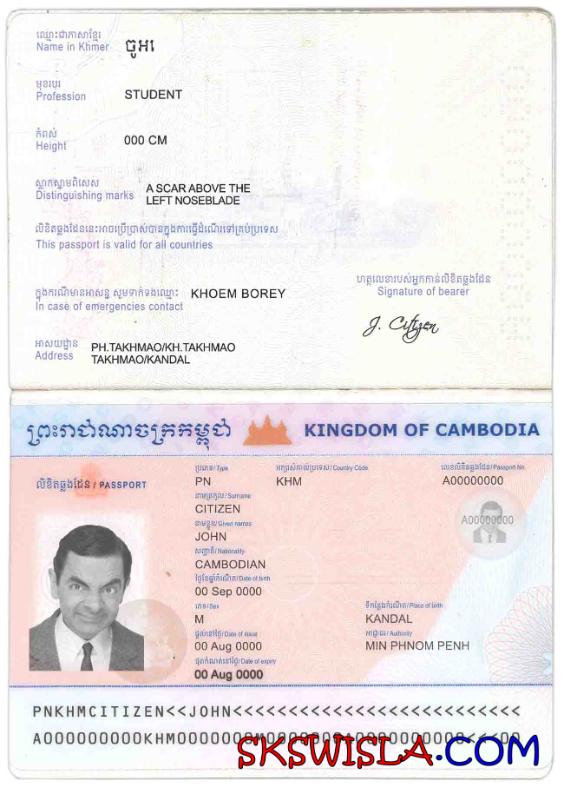 ឈ្មោះជាភាសាខ្មែរ
Name in Khmer
ចូអេ
មុខរបរ
Profession
STUDENT
កំពស់
Height
000 CM
ស្លាកស្នាមពិសេស
Distinguishing marks
A SCAR ABOVE THE
LEFT NOSEBLADE
លិខិតឆ្លងដែននេះអាចប្រើប្រាស់បានក្នុងការធ្វើដំណើរទៅគ្រប់ប្រទេស
This passport is valid for all countries
ក្នុងករណីមានអាសន្ន សូមទាក់ទងឈ្មោះ
In case of emergencies contact
KHOEM BOREY
ហត្ថលេខារបស់អ្នកកាន់លិខិតឆ្លងដែន
Signature of bearer
J. Citizen
អាសយដ្ឋាន
Address
PH.TAKHMAO/KH.TAKHMAO
TAKHMAO/KANDAL
ព្រះរាជាណាចក្រកម្ពុជា KINGDOM OF CAMBODIA
លិខិតឆ្លងដែន / PASSPORT
ប្រភេទ/Type
PN
អក្សរសំគាល់ប្រទេស/Country Code
KHM
លេខលិខិតឆ្លងដែន/Passport No.
A00000000
នាមត្រកូល/Surname
CITIZEN
នាមខ្លួន/Given names
JOHN
A00000000
សញ្ជាតិ/Nationality
CAMBODIAN
ថ្ងៃខែឆ្នាំកំណើត/Date of birth
00 Sep 0000
ភេទ/Sex
M
ទីកន្លែងកំណើត/Place of birth
KANDAL
ផ្តល់នៅថ្ងៃ/Date of issue
00 Aug 0000
អាជ្ញាធរ/Authority
MIN PHNOM PENH
ផុតកំណត់នៅថ្ងៃ/Date of expiry
00 Aug 0000
PNKHMCITIZEN<<JOHN<<<<<<<<<<<<<<<<<<<<<<<<<<
SKSWISLA.COM